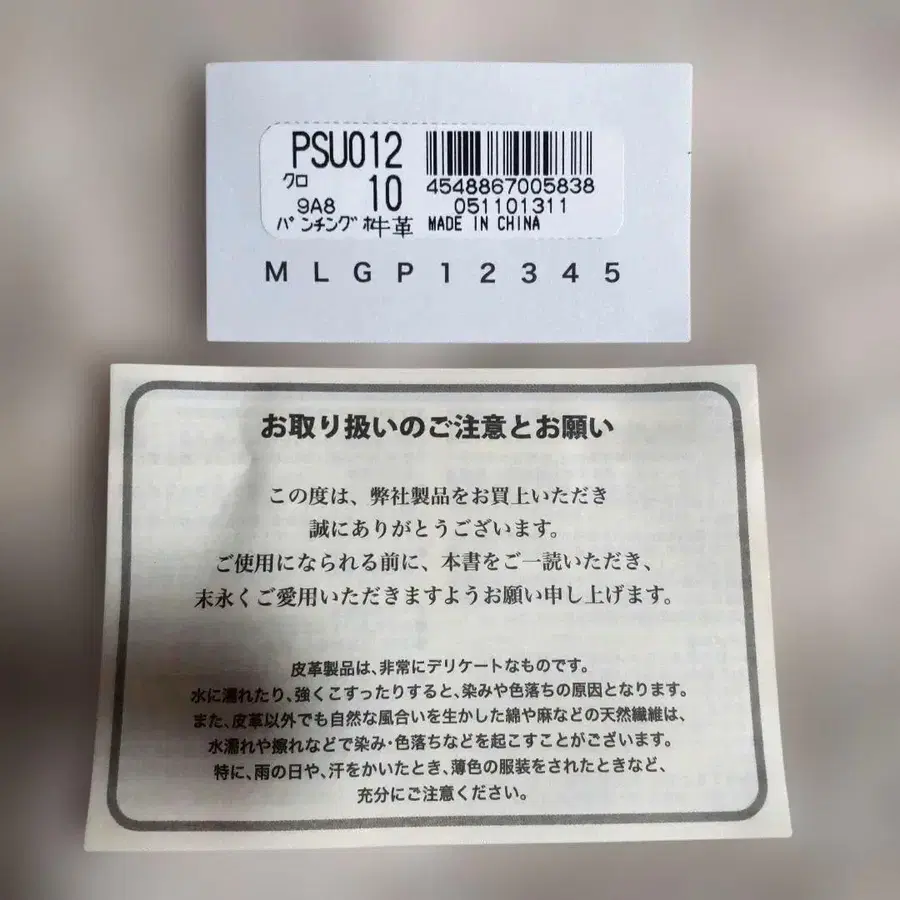 PSU012
クロ 10
9A8
パンチング 牛革
4548867005838
051101311
MADE IN CHINA
M L G P 1 2 3 4 5
お取り扱いのご注意とお願い
この度は、弊社製品をお買上いただき
誠にありがとうございます。
ご使用になられる前に、本書をご一読いただき、
末永くご愛用いただきますようお願い申し上げます。
皮革製品は、非常にデリケートなものです。
水に濡れたり、強くこすったりすると、染みや色落ちの原因となります。
また、皮革以外でも自然な風合いを生かした綿や麻などの天然繊維は、
水濡れや擦れなどで染み・色落ちなどを起こすことがございます。
特に、雨の日や、汗をかいたとき、薄色の服装をされたときなど、
充分にご注意ください。